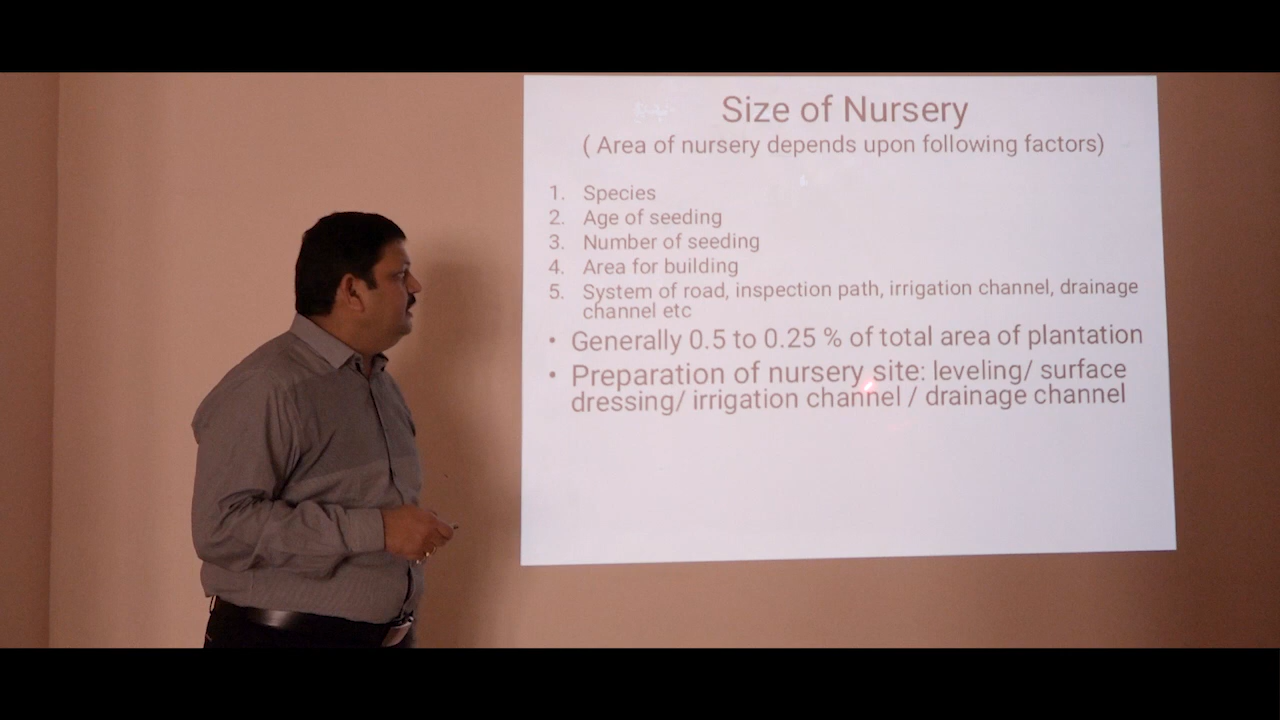 Size of Nursery
( Area of nursery depends upon following factors)
1. Species
2. Age of seeding
3. Number of seeding
4. Area for building
5. System of road, inspection path, irrigation channel, drainage
channel etc
• Generally 0.5 to 0.25 % of total area of plantation
• Preparation of nursery site: leveling/ surface
dressing/ irrigation channel / drainage channel